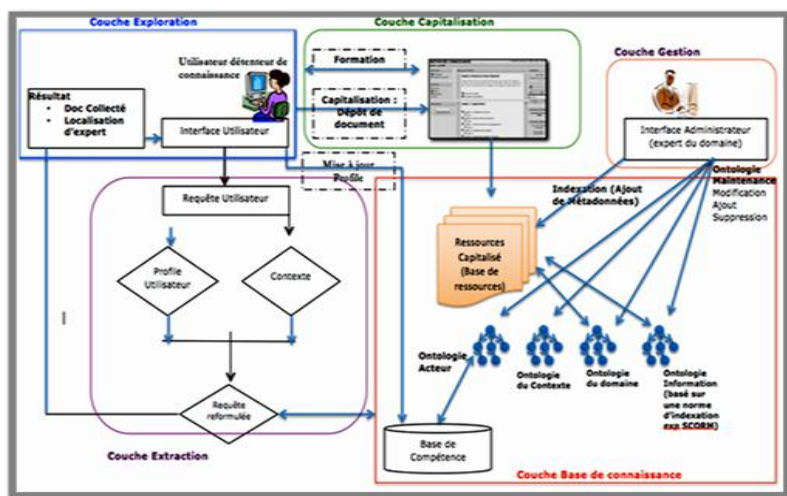 Couche Exploration
Couche Capitalisation
Couche Gestion
Utilisateur détenteur de
connaissance
Résultat
• Doc Collecté
• Localisation
d'expert
Interface Utilisateur
Formation
Capitalisation :
Dépôt de
document
Interface Administrateur
(expert du domaine)
Mise à jour
Profile
Requête Utilisateur
Profile
Utilisateur
Contexte
Requête
reformulée
Couche Extraction
Indexation (Ajout
de Métadonnées)
Ontologie
Maintenance
Modification
Ajout
Suppression
Ressources
Capitalisé
(Base de
ressources)
Ontologie
Acteur
Ontologie
du Contexte
Ontologie
du domaine
Ontologie
Information
(basé sur
une norme
d'indexation
exp SCORM)
Base de
Compétence
Couche Base de connaissance